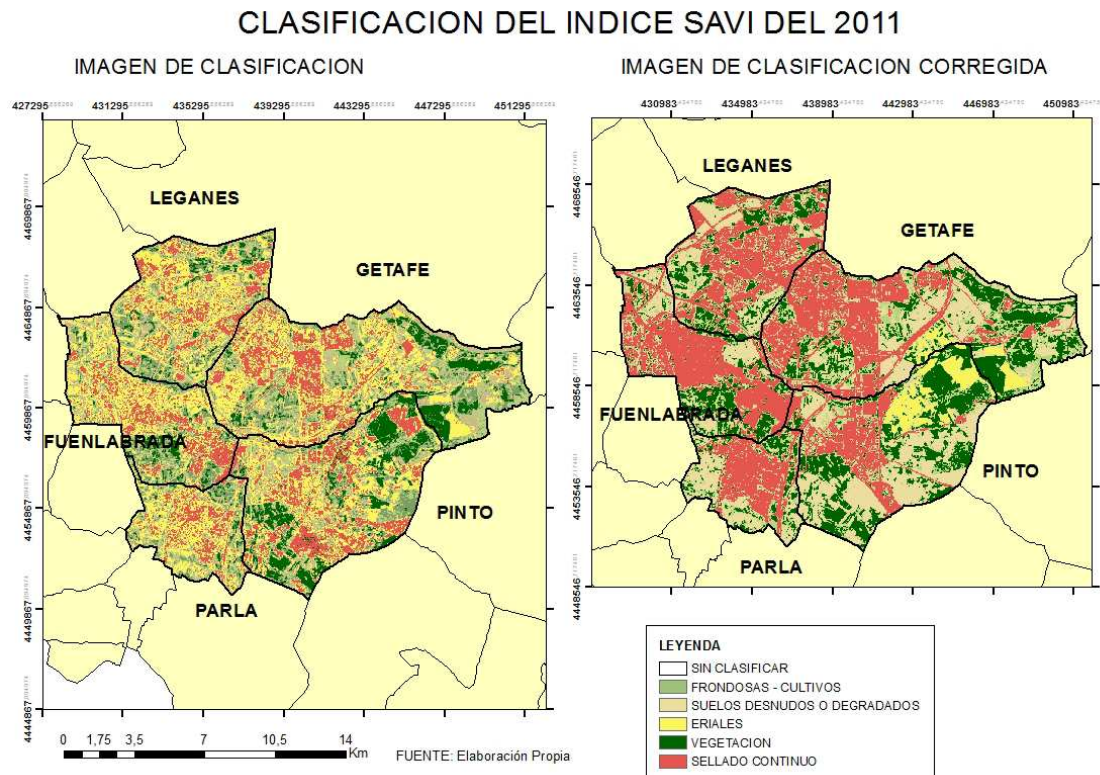 CLASIFICACION DEL INDICE SAVI DEL 2011
IMAGEN DE CLASIFICACION
427295 431295 435295 439295 443295 447295 451295
4469867
4464867
4459867
4454867
4449867
4444867
LEGANES
GETAFE
FUENLABRADA
PINTO
PARLA
0 1,75 3,5 7 10,5 14
Km
FUENTE: Elaboración Propia
IMAGEN DE CLASIFICACION CORREGIDA
430983 434983 438983 442983 446983 450983
4468546
4463546
4458546
4453546
4448546
LEGANES
GETAFE
FUENLABRADA
PINTO
PARLA
LEYENDA
SIN CLASIFICAR
FRONDOSAS - CULTIVOS
SUELOS DESNUDOS O DEGRADADOS
ERIALES
VEGETACION
SELLADO CONTINUO